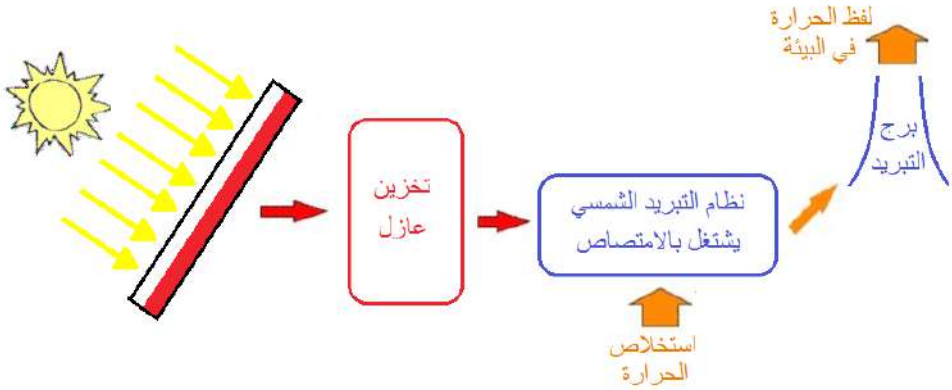 لفظ الحرارة
في البيئة
برج
التبريد
نظام التبريد الشمسي
يشتغل بالامتصاص
تخزين
عازل
استخلاص
الحرارة